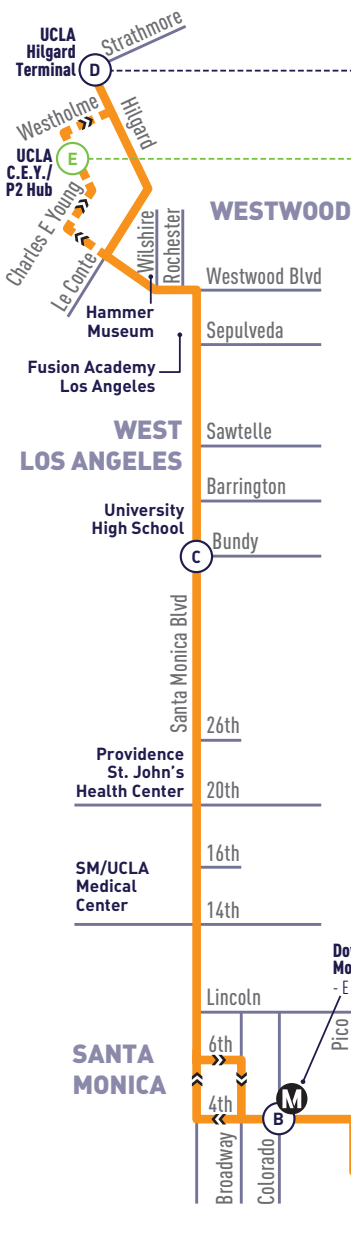 UCLA
Hilgard
Terminal
D
Strathmore
Westholme
Hilgard
UCLA
C.E.Y./
P2 Hub
E
Charles E Young
Le Conte
Wilshire
Rochester
WESTWOOD
Westwood Blvd
Hammer
Museum
Sepulveda
Fusion Academy
Los Angeles
WEST
LOS ANGELES
Sawtelle
Barrington
University
High School
Bundy
C
Santa Monica Blvd
26th
Providence
St. John's
Health Center
20th
16th
SM/UCLA
Medical
Center
14th
Lincoln
Pico
6th
SANTA
MONICA
4th
M
B
Broadway
Colorado